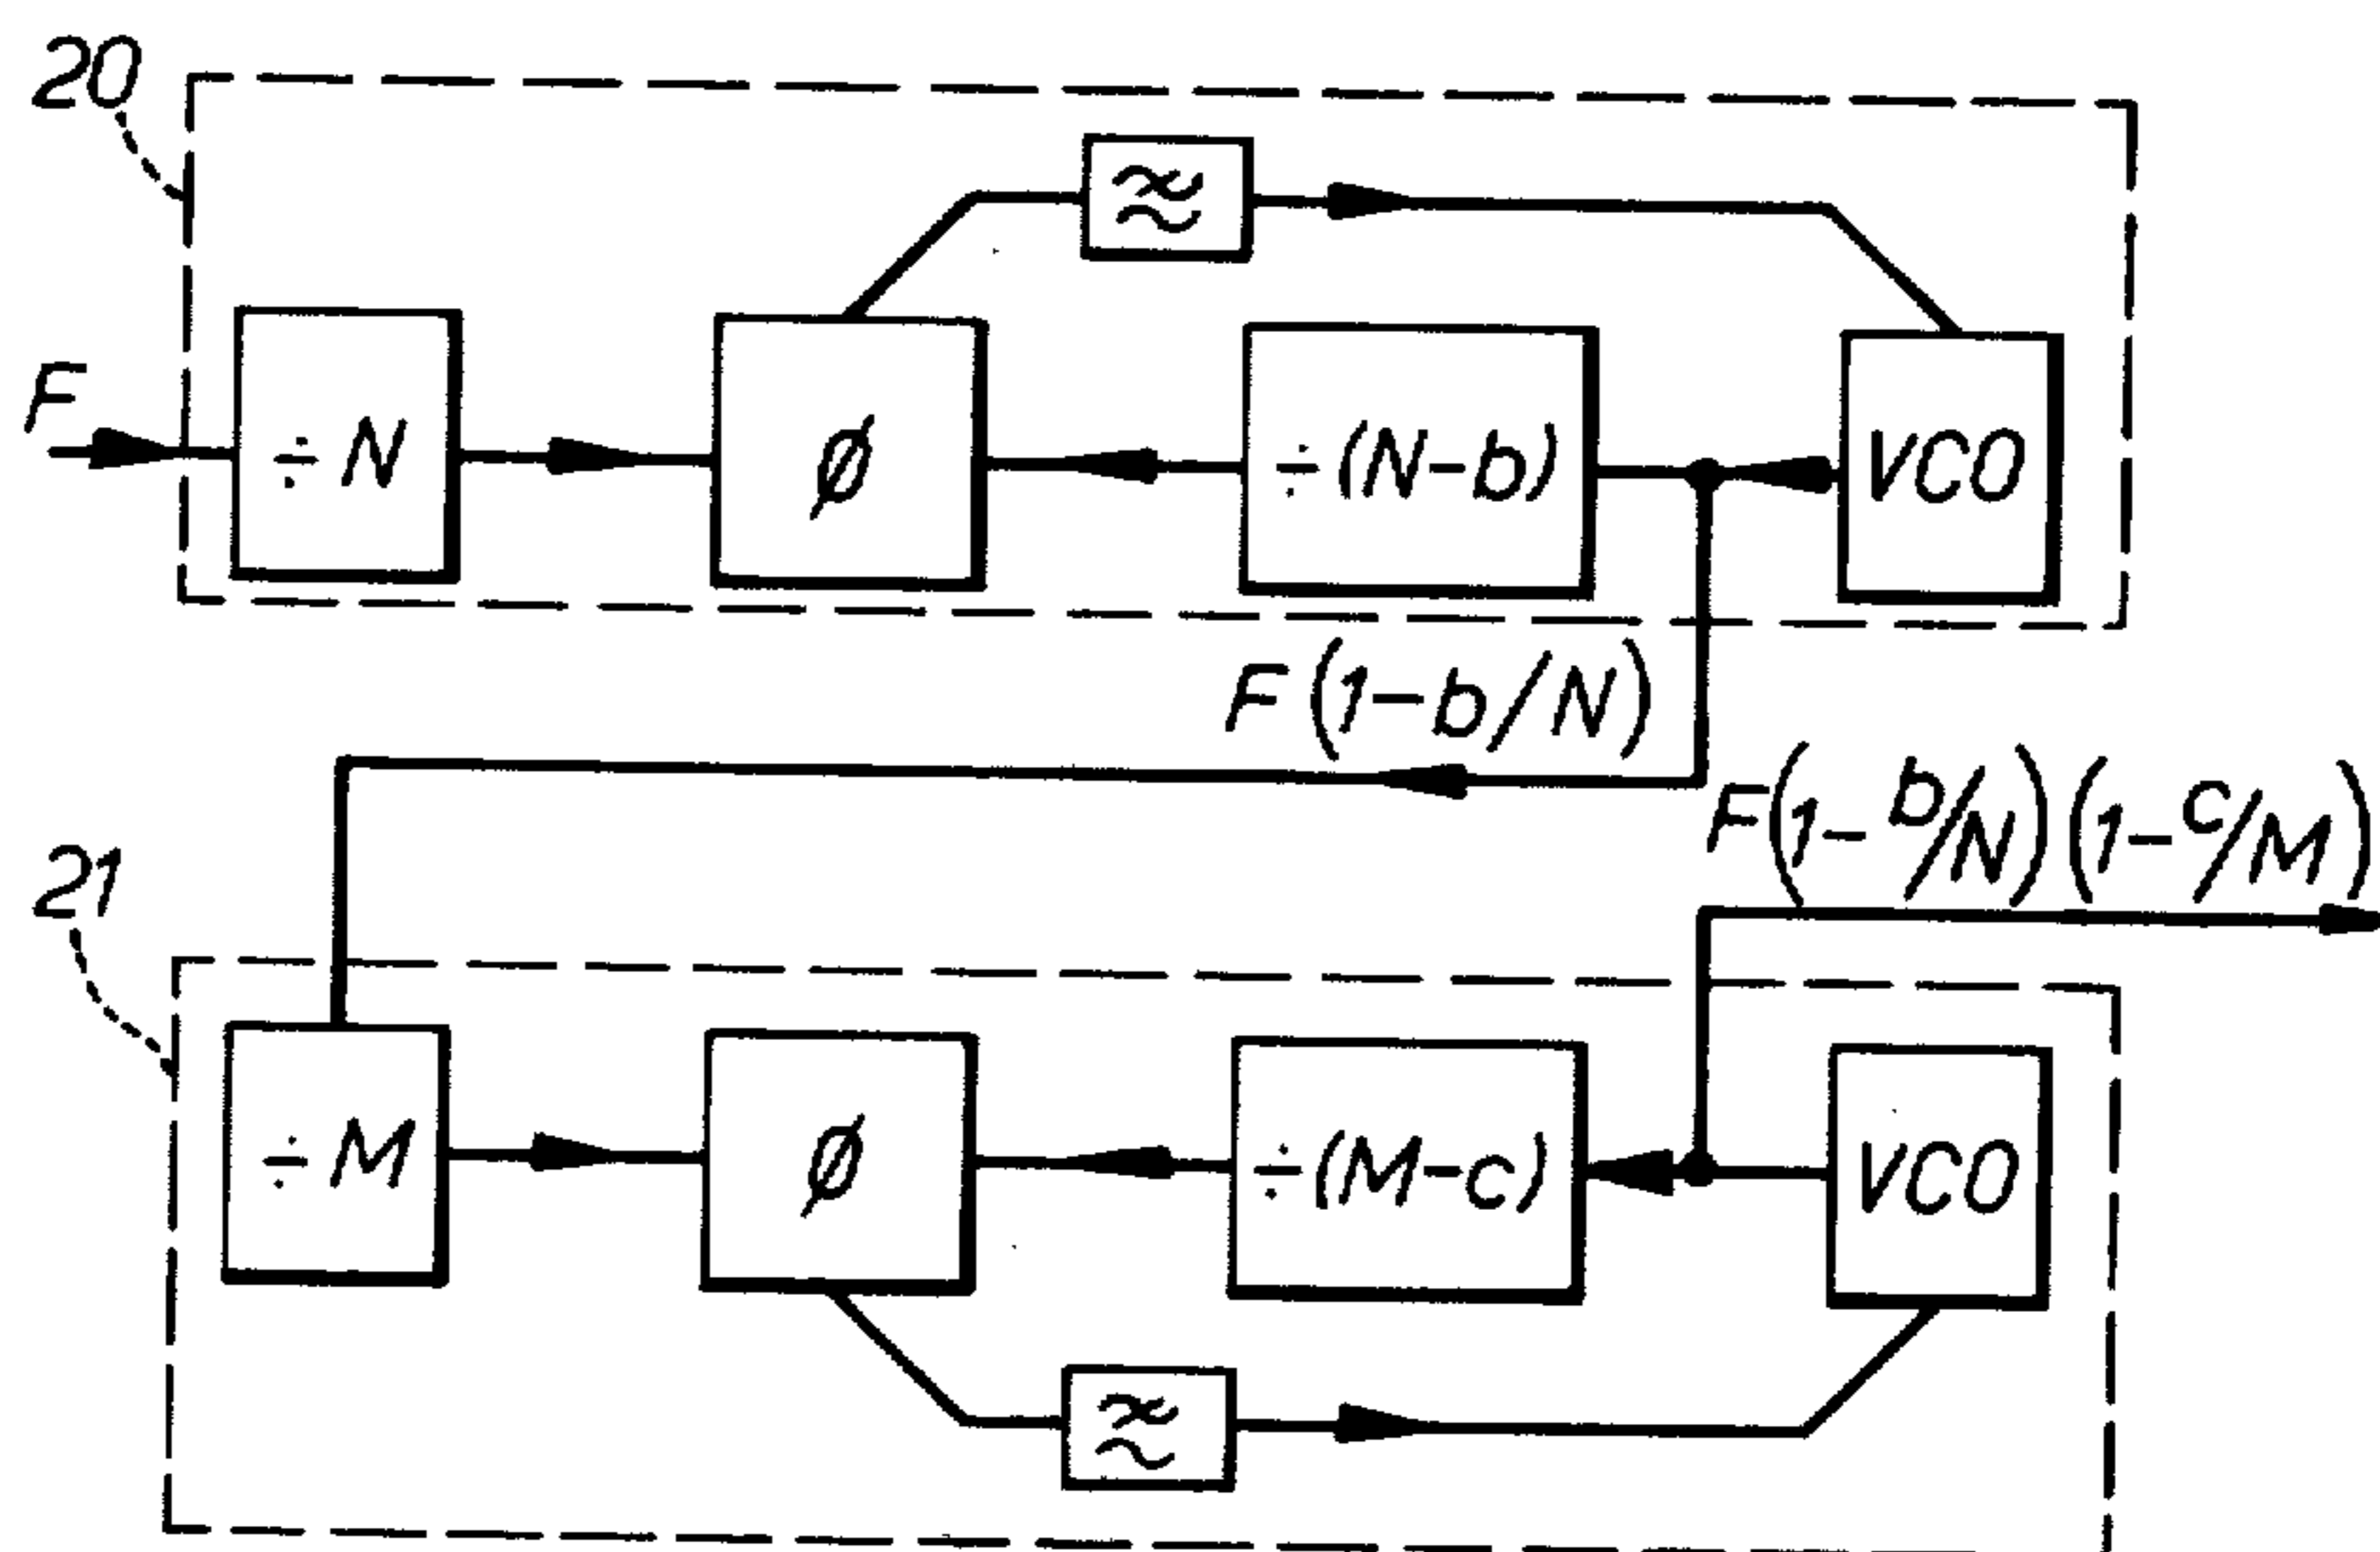 20
F
÷ N
Ø
÷ (N-b)
VCO
F(1-b/N)
F(1-b/N)(1-c/M)
21
÷ M
Ø
÷ (M-c)
VCO